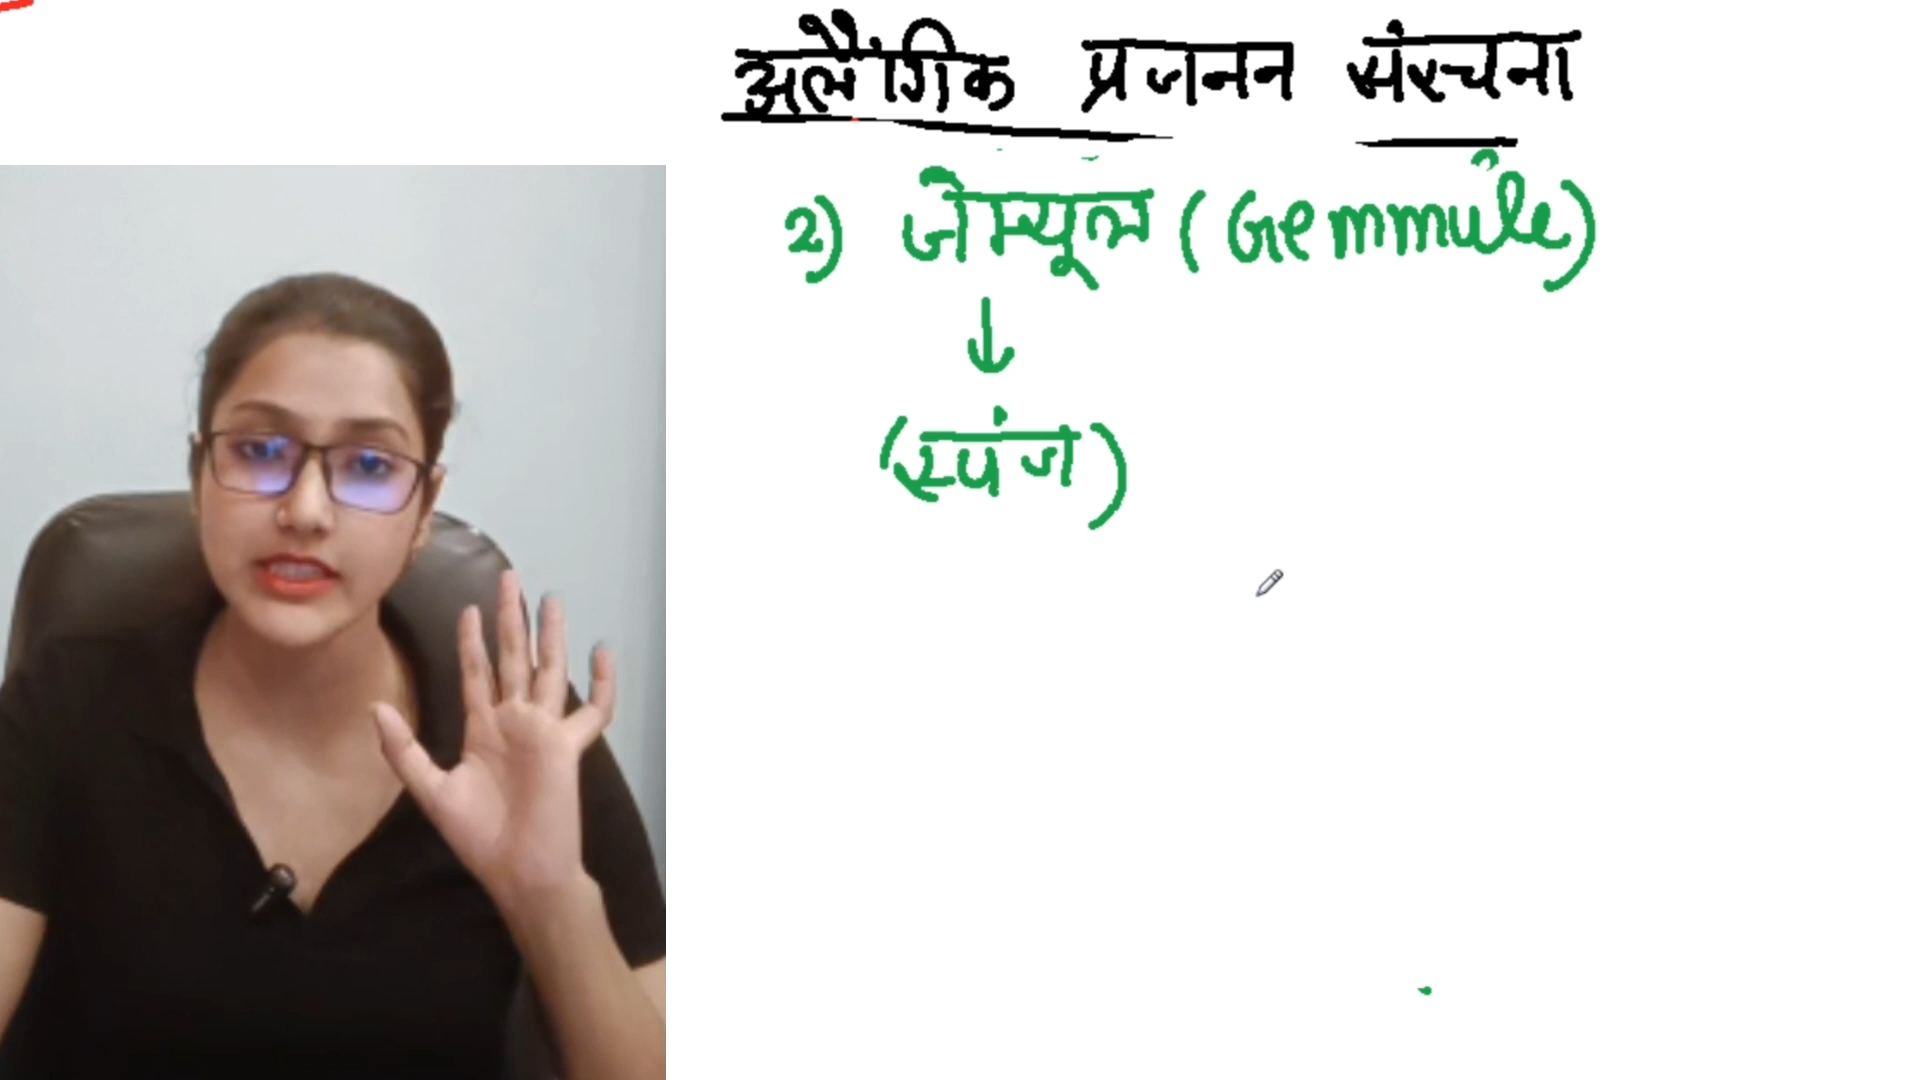 अलैंगिक प्रजनन संरचना
2) जेम्यूल (Gemmule)
↓
(स्पंज)